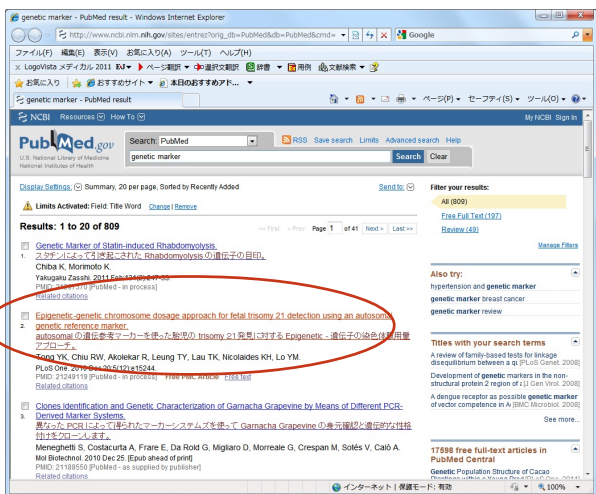 genetic marker - PubMed result - Windows Internet Explorer
http://www.ncbi.nlm.nih.gov/sites/entrez?orig_db=PubMed&db=PubMed&cmd=
Google
ファイル(F) 編集(E) 表示(V) お気に入り(A) ツール(T) ヘルプ(H)
x LogoVista メディカル 2011 EJ ページ翻訳 選択文翻訳 辞書 用例 文献検索
お気に入り おすすめサイト 本日のおすすめアド...
genetic marker - PubMed result
ページ(P) セーフティ(S) ツール(O)
NCBI Resources How To My NCBI Sign In
PubMed.gov
U.S. National Library of Medicine
National Institutes of Health
Search: PubMed
RSS Save search Limits Advanced search Help
genetic marker
Search Clear
Display Settings: Summary, 20 per page, Sorted by Recently Added
Send to:
Limits Activated: Field: Title Word Change | Remove
Results: 1 to 20 of 809
<< First < Prev Page 1 of 41 Next > Last >>
Genetic Marker of Statin-induced Rhabdomyolysis.
1. スタチンによって引き起こされた Rhabdomyolysis の遺伝子の目印。
Chiba K, Morimoto K.
Yakugaku Zasshi. 2011
[PubMed - in process]
Related citations
Epigenetic-genetic chromosome dosage approach for fetal trisomy 21 detection using an autosomal
2. genetic reference marker.
autosomal の遺伝参考マーカーを使った胎児の trisomy 21 発見に対する Epigenetic - 遺伝子の染色体服用量
アプローチ。
Tong YK, Chiu RW, Akolekar R, Leung TY, Lau TK, Nicolaides KH, Lo YM.
PLoS One. 2010 Dec 20;5(12):e15244.
PMID: 21249119 [PubMed - in process] Free PMC Article Free text
Related citations
Clones Identification and Genetic Characterization of Garnacha Grapevine by Means of Different PCR-
3. Derived Marker Systems.
異なった PCR によって得られたマーカーシステムズを使って Garnacha Grapevine の身元確認と遺伝的な性格
付けをクローンします。
Meneghetti S, Costacurta A, Frare E, Da Rold G, Migliaro D, Morreale G, Crespan M, Sotés V, Calò A.
Mol Biotechnol. 2010 Dec 25. [Epub ahead of print]
PMID: 21188550 [PubMed - as supplied by publisher]
Related citations
Filter your results:
All (809)
Free Full Text (197)
Review (49)
Manage Filters
Also try:
hypertension and genetic marker
genetic marker breast cancer
genetic marker review
Titles with your search terms
A review of family-based tests for linkage
disequilibrium between a qu [PLoS Genet. 2008]
Development of genetic markers in the non-
structural protein 2 region of a [J Gen Virol. 2008]
A dengue receptor as possible genetic marker
of vector competence in A [BMC Microbiol. 2008]
See more...
17598 free full-text articles in
PubMed Central
Genetic Population Structure of Cacao
インターネット | 保護モード: 有効
100%